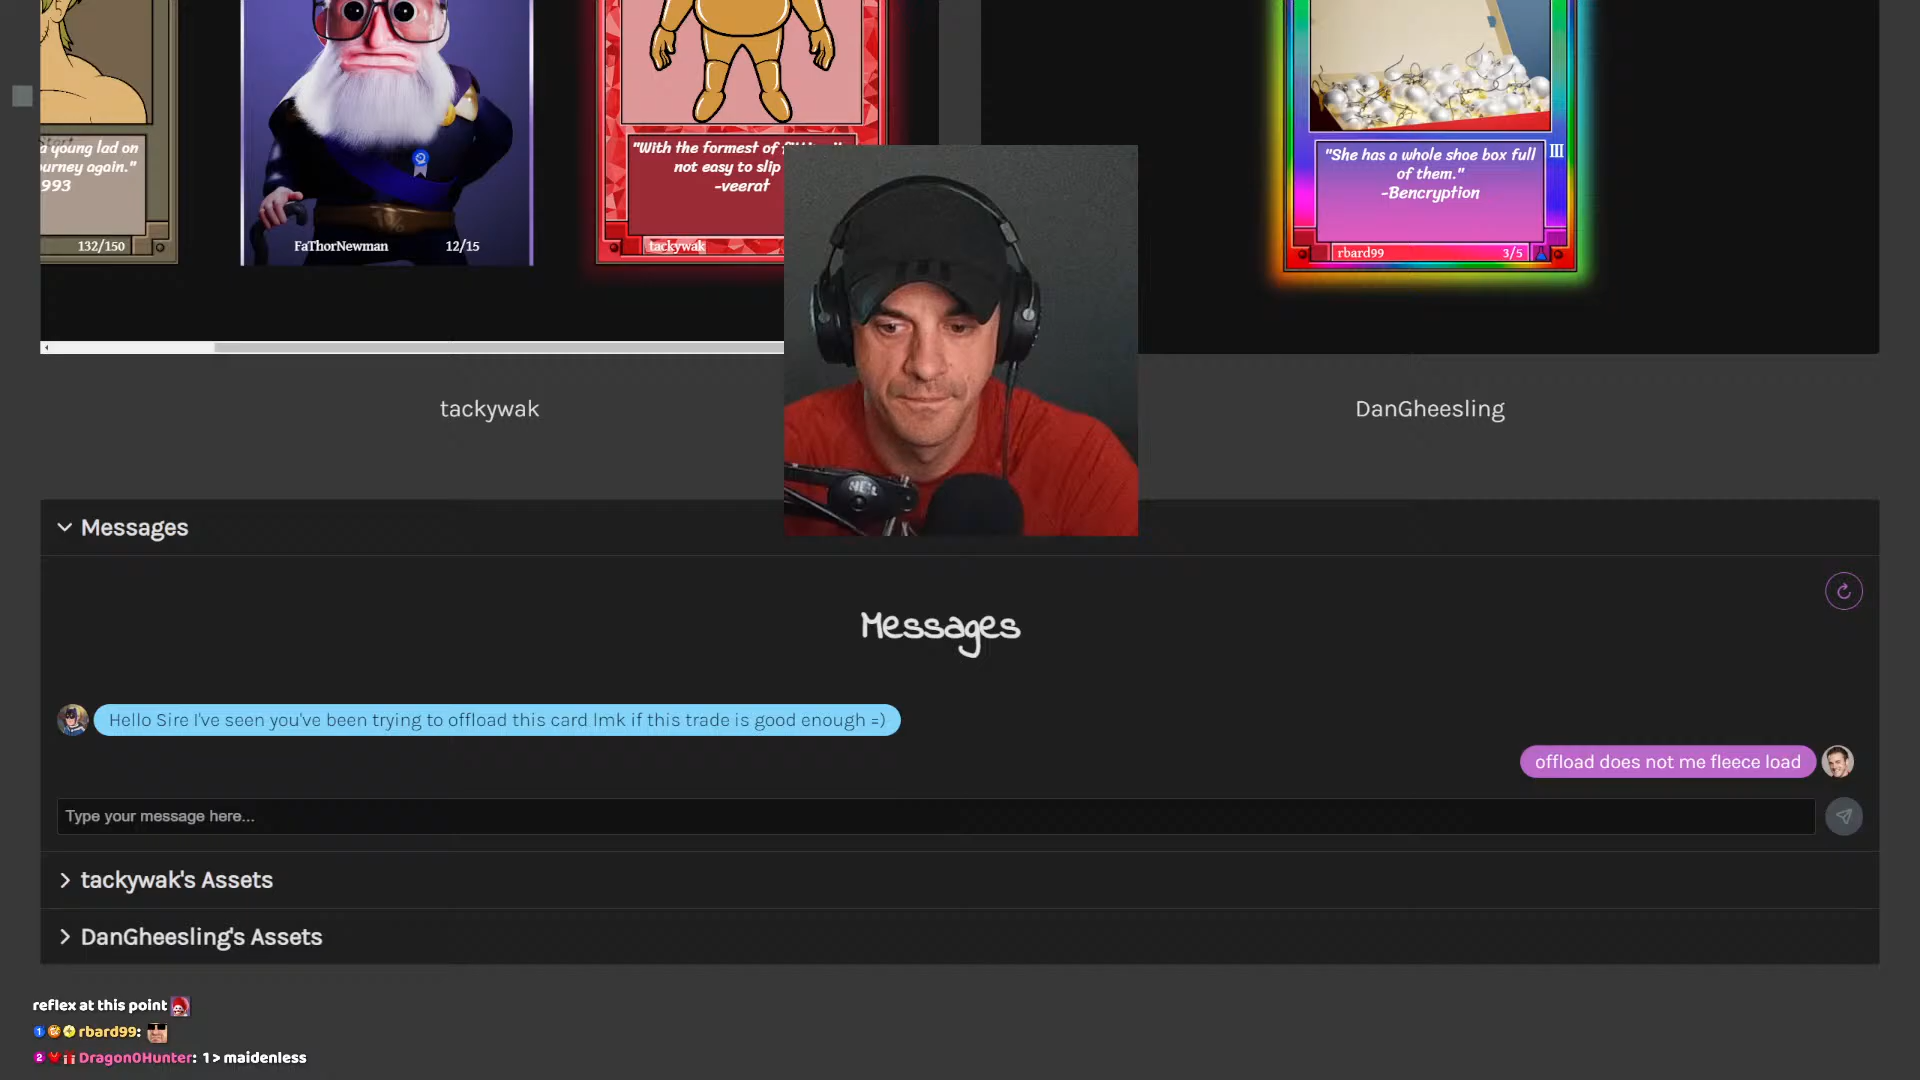 a young lad on
urney again."
993
132/150
FaThorNewman 12/15
"With the formest of
not easy to slip
-veerat
tackywak
"She has a whole shoe box full
of them."
-Bencryption
III
rbard99 3/5
tackywak
DanGheesling
Messages
Messages
Hello Sire I've seen you've been trying to offload this card lmk if this trade is good enough =)
offload does not me fleece load
Type your message here...
tackywak's Assets
DanGheesling's Assets
reflex at this point
1 rbard99:
2 Dragon0Hunter: 1 > maidenless